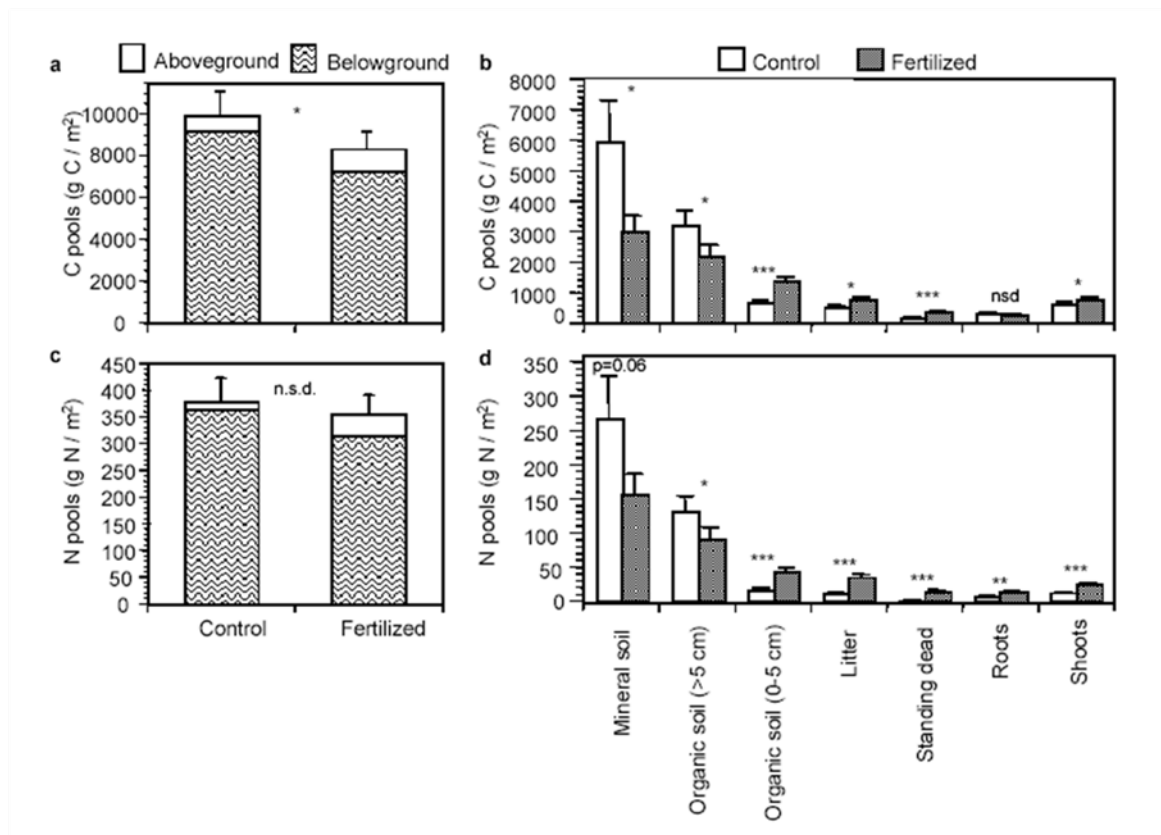 a
Aboveground
Belowground
C pools (g C / m²)
10000
8000
6000
4000
2000
0
*
b
Control
Fertilized
C pools (g C / m²)
8000
7000
6000
5000
4000
3000
2000
1000
0
*
*
***
*
***
nsd
*
c
N pools (g N / m²)
450
400
350
300
250
200
150
100
50
0
n.s.d.
Control
Fertilized
d
N pools (g N / m²)
350
300
250
200
150
100
50
0
p=0.06
*
***
***
***
**
***
Mineral soil
Organic soil (>5 cm)
Organic soil (0-5 cm)
Litter
Standing dead
Roots
Shoots